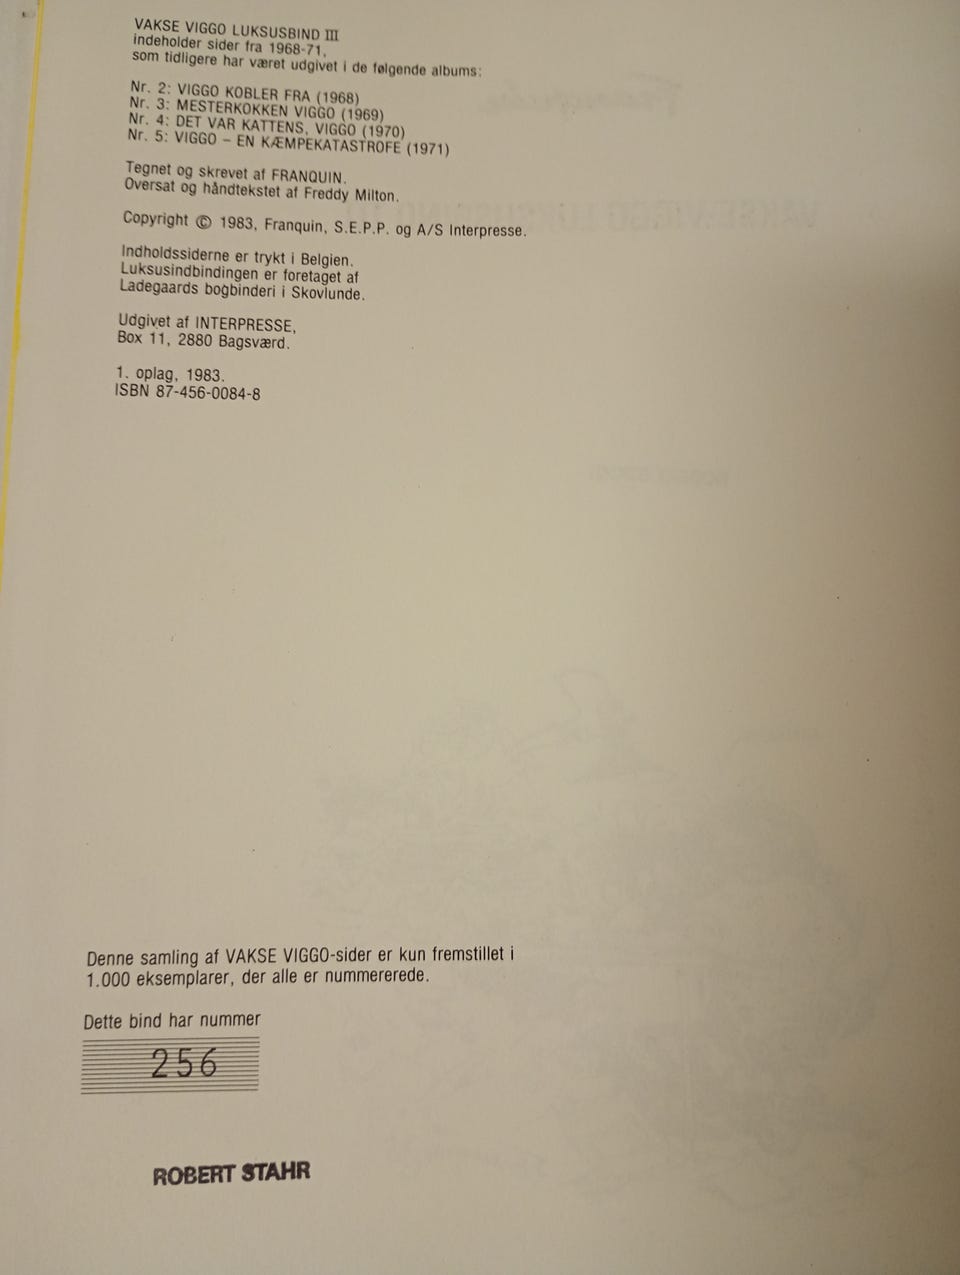 VAKSE VIGGO LUKSUSBIND III
indeholder sider fra 1968-71,
som tidligere har været udgivet i de følgende albums:
Nr. 2: VIGGO KOBLER FRA (1968)
Nr. 3: MESTERKOKKEN VIGGO (1969)
Nr. 4: DET VAR KATTENS, VIGGO (1970)
Nr. 5: VIGGO – EN KÆMPEKATASTROFE (1971)
Tegnet og skrevet af FRANQUIN.
Oversat og håndtekstet af Freddy Milton.
Copyright © 1983, Franquin, S.E.P.P. og A/S Interpresse.
Indholdssiderne er trykt i Belgien.
Luksusindbindingen er foretaget af
Ladegaards bogbinderi i Skovlunde.
Udgivet af INTERPRESSE,
Box 11, 2880 Bagsværd.
1. oplag, 1983.
ISBN 87-456-0084-8
Denne samling af VAKSE VIGGO-sider er kun fremstillet i
1.000 eksemplarer, der alle er nummererede.
Dette bind har nummer
256
ROBERT STAHR